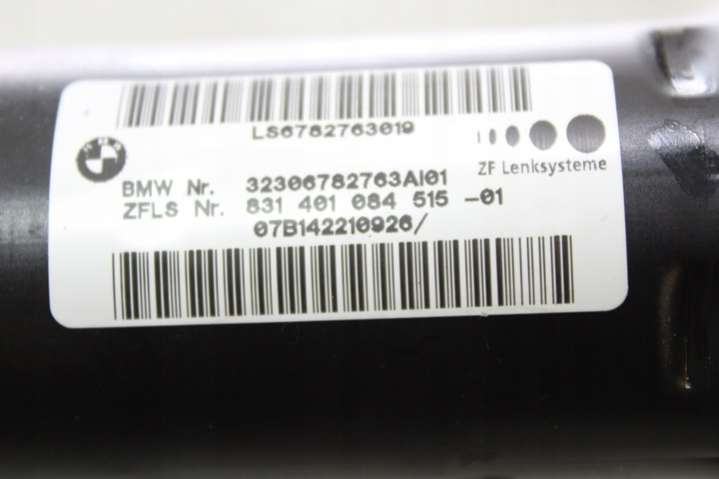 LS6782763019
BMW Nr. 32306782763AI01
ZFLS Nr. 831 401 084 515 -01
07B142210926/
ZF Lenksysteme